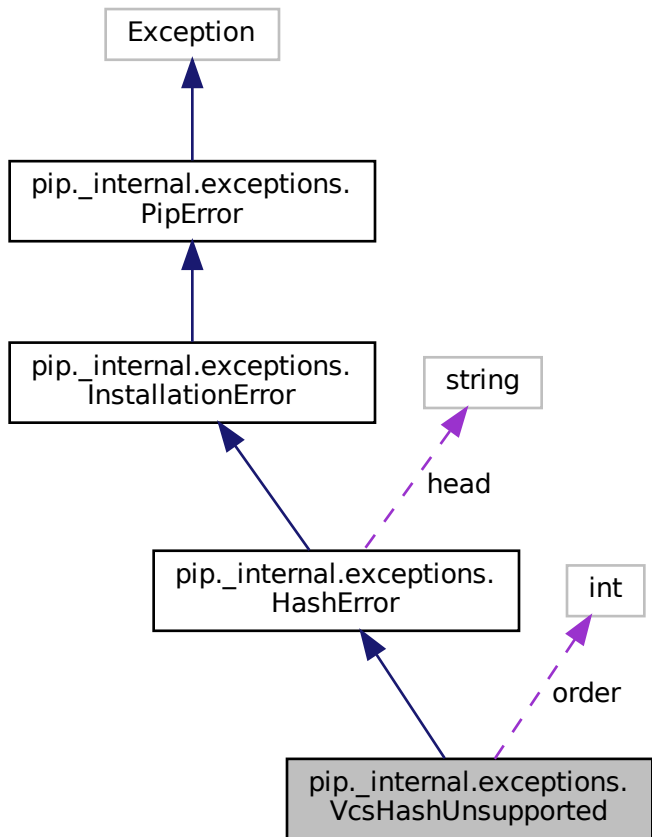 Exception
pip._internal.exceptions.
PipError
pip._internal.exceptions.
InstallationError
string
head
pip._internal.exceptions.
HashError
int
order
pip._internal.exceptions.
VcsHashUnsupported